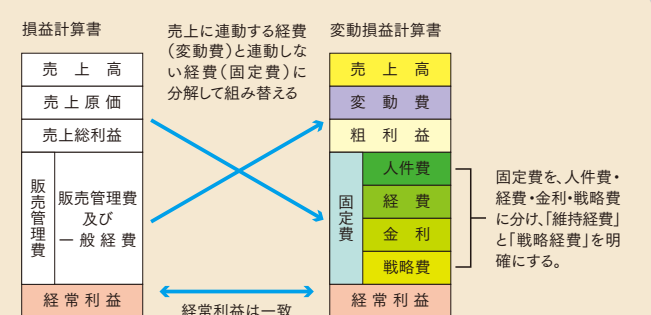 損益計算書
売上高
売上原価
売上総利益
販売管理費
販売管理費
及び
一般経費
経常利益
売上に連動する経費
（変動費）と連動しな
い経費（固定費）に
分解して組み替える
経常利益は一致
変動損益計算書
売上高
変動費
粗利益
固定費
人件費
経費
金利
戦略費
経常利益
固定費を、人件費・
経費・金利・戦略費
に分け、「維持経費」
と「戦略経費」を明
確にする。